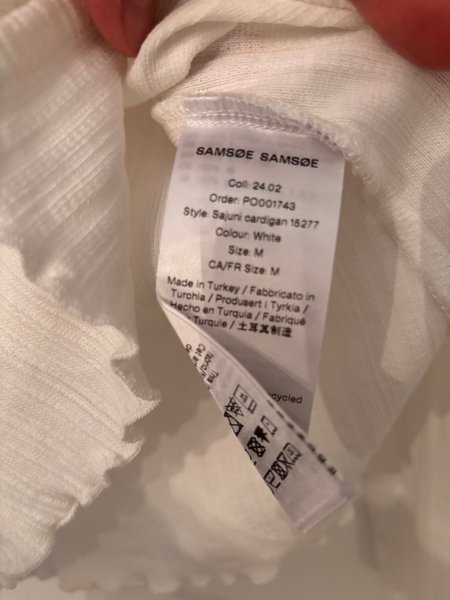 SAMSØE SAMSØE
Coll: 24.02
Order: PO001743
Style: Sajuni cardigan 15277
Colour: White
Size: M
CA/FR Size: M
Made in Turkey / Fabbricato in
Turchia / Produsert i Tyrkia /
Hecho en Turquia / Fabriqué
Turquie / 土耳其制造